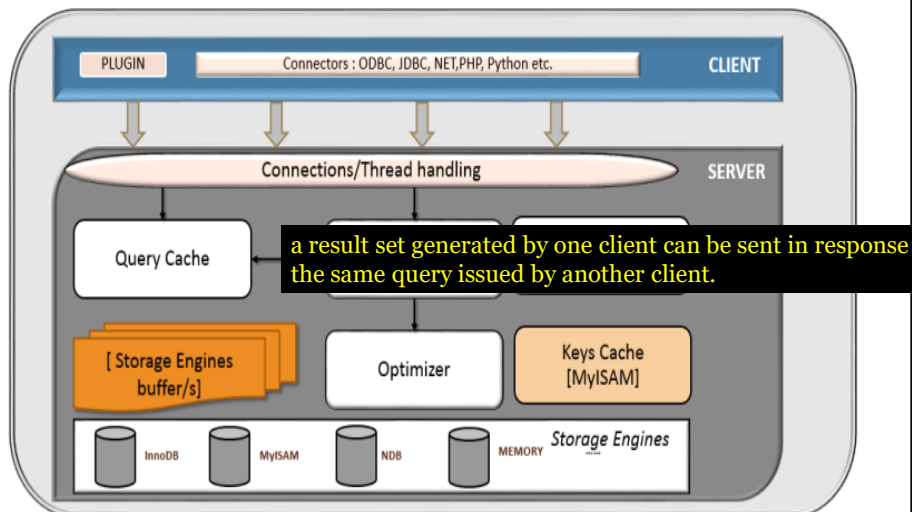 PLUGIN
Connectors : ODBC, JDBC, NET,PHP, Python etc.
CLIENT
Connections/Thread handling
SERVER
Query Cache
a result set generated by one client can be sent in response
the same query issued by another client.
[ Storage Engines
buffer/s]
Optimizer
Keys Cache
[MyISAM]
Storage Engines
InnoDB
MyISAM
NDB
MEMORY